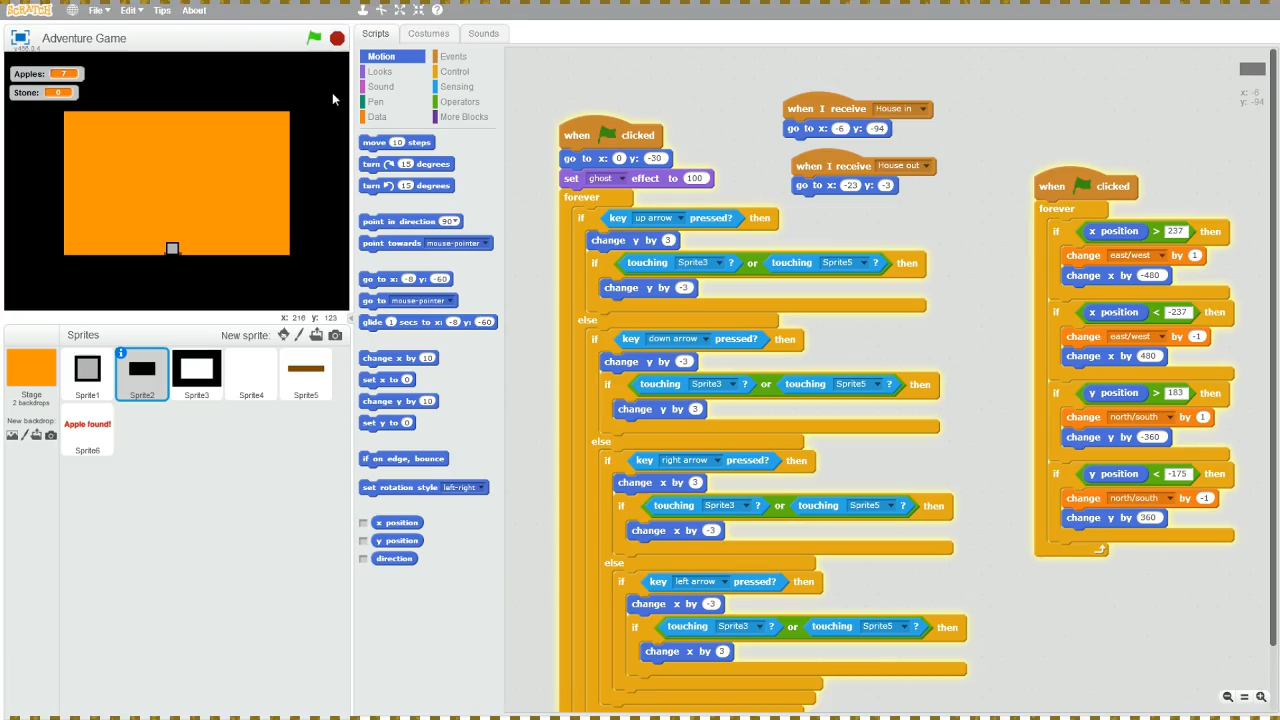 SCRATCH File Edit Tips About
Adventure Game
v456.0.4
Apples: 7
Stone: 0
x: 216 y: 123
Sprites New sprite:
Stage
2 backdrops
New backdrop:
Sprite1
Sprite2
Sprite3
Sprite4
Sprite5
Apple found!
Sprite6
Scripts Costumes Sounds
Motion Events
Looks Control
Sound Sensing
Pen Operators
Data More Blocks
move 10 steps
turn 15 degrees
turn 15 degrees
point in direction 90
point towards mouse-pointer
go to x: -8 y: -60
go to mouse-pointer
glide 1 secs to x: -8 y: -60
change x by 10
set x to 0
change y by 10
set y to 0
if on edge, bounce
set rotation style left-right
x position
y position
direction
when clicked
go to x: 0 y: -30
set ghost effect to 100
forever
if key up arrow pressed? then
change y by 3
if touching Sprite3 ? or touching Sprite5 ? then
change y by -3
else
if key down arrow pressed? then
change y by -3
if touching Sprite3 ? or touching Sprite5 ? then
change y by 3
else
if key right arrow pressed? then
change x by 3
if touching Sprite3 ? or touching Sprite5 ? then
change x by -3
else
if key left arrow pressed? then
change x by -3
if touching Sprite3 ? or touching Sprite5 ? then
change x by 3
when I receive House in
go to x: -6 y: -94
when I receive House out
go to x: -23 y: -3
when clicked
forever
if x position > 237 then
change east/west by 1
change x by -480
if x position < -237 then
change east/west by -1
change x by 480
if y position > 183 then
change north/south by 1
change y by -360
if y position < -175 then
change north/south by -1
change y by 360
x: -6
y: -94